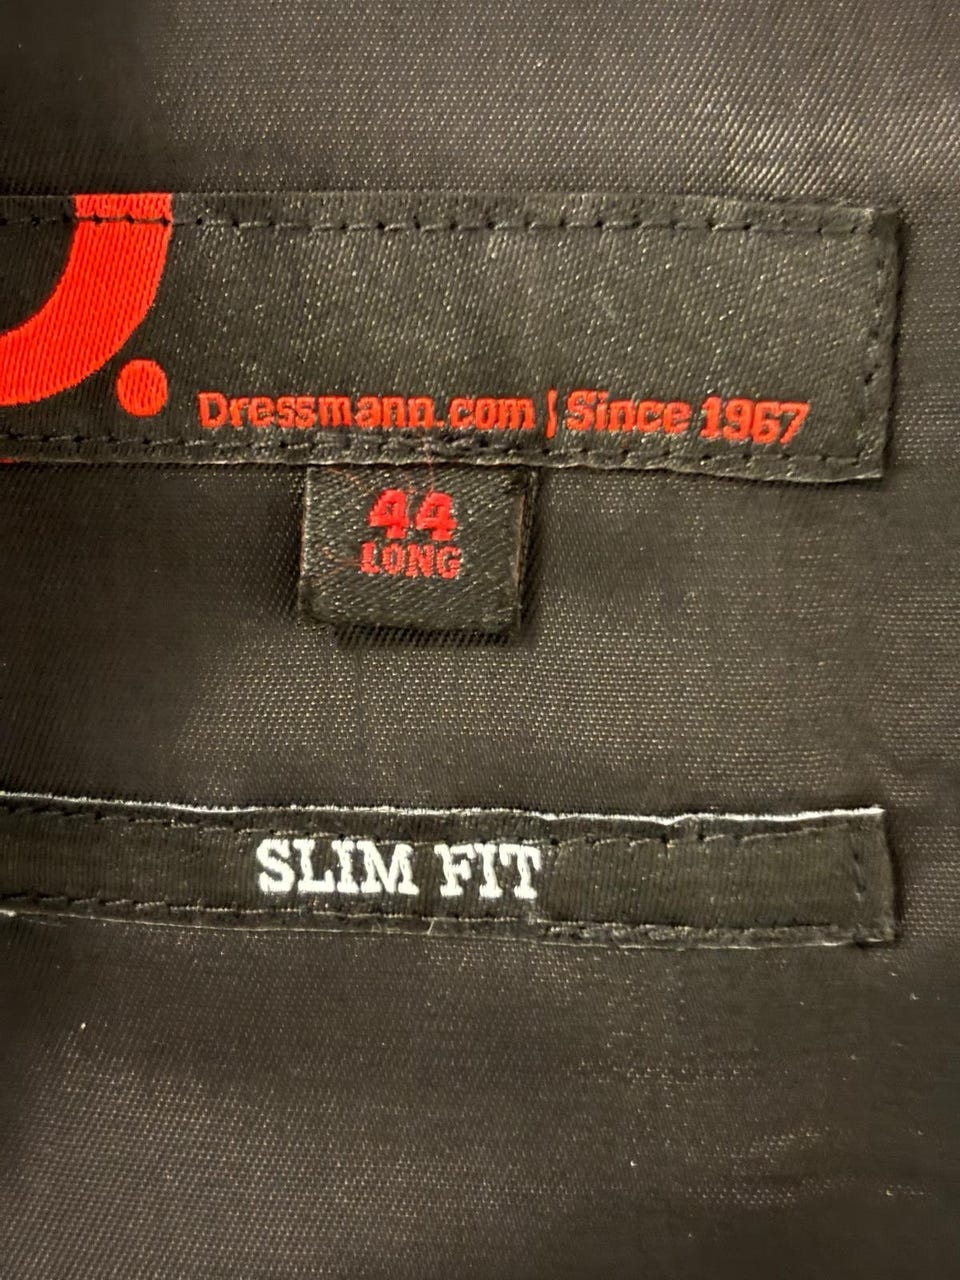 Dressmann.com | Since 1967
44
LONG
SLIM FIT